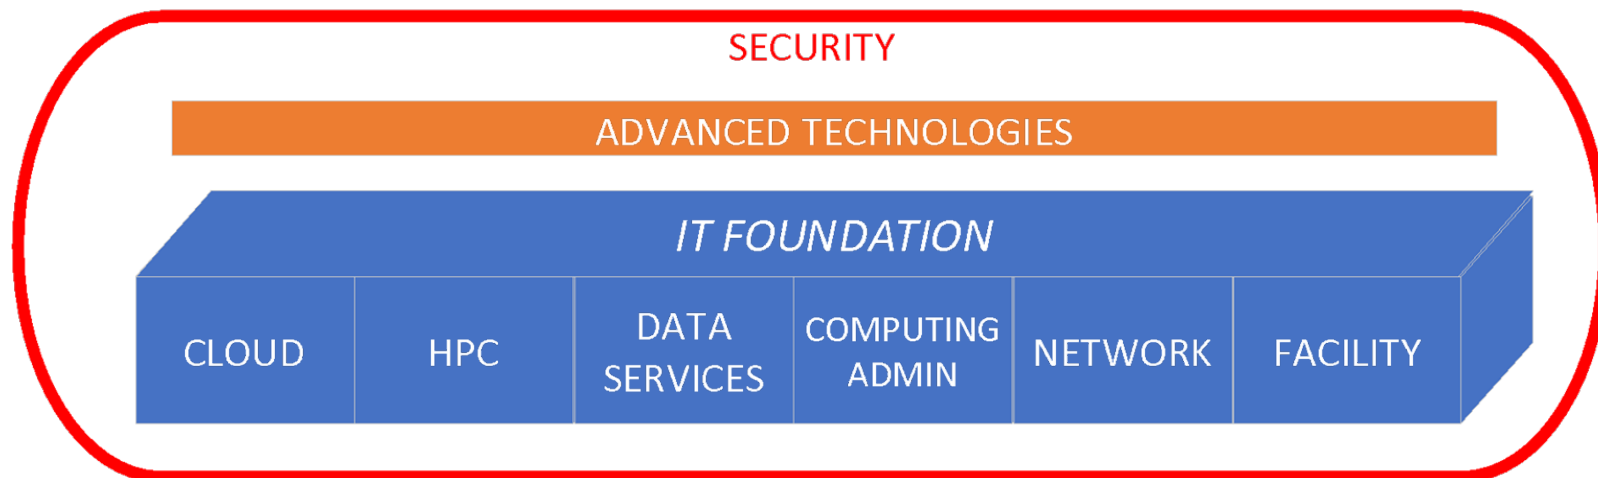 SECURITY
ADVANCED TECHNOLOGIES
IT FOUNDATION
CLOUD
HPC
DATA
SERVICES
COMPUTING
ADMIN
NETWORK
FACILITY